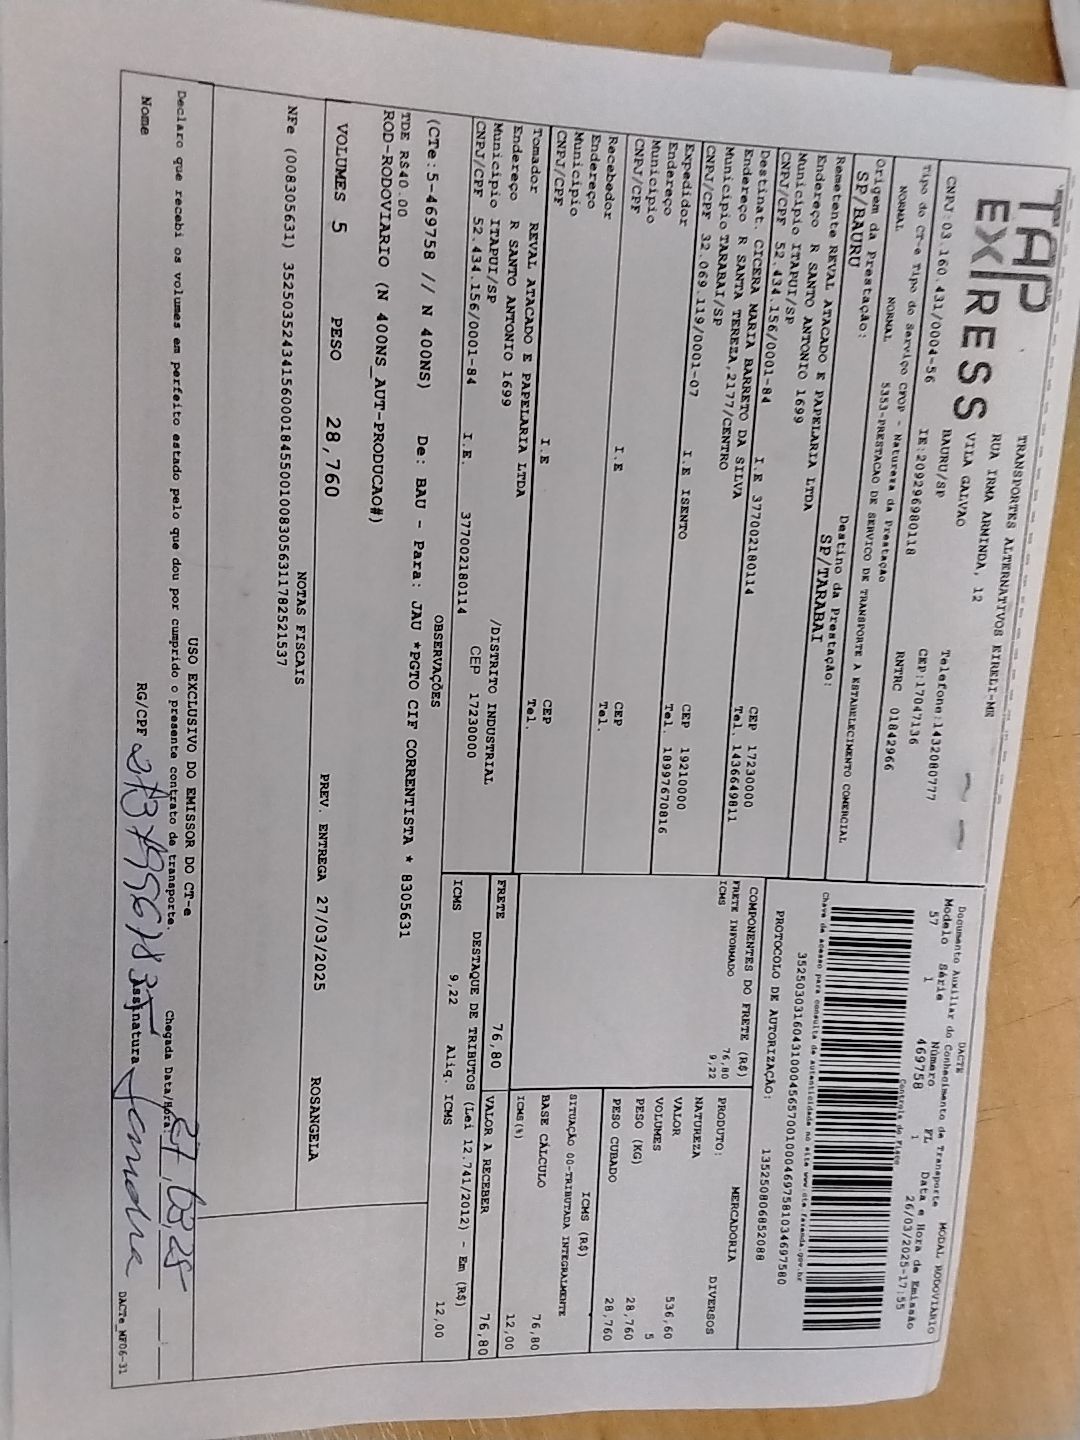 TAP EXPRESS
TRANSPORTES ALTERNATIVOS EIRELI-ME
RUA IRMA ARMINDA, 12
VILA GALVAO
CNPJ:03.160.431/0004-56 BAURU/SP Telefone:1432080777
IE:209296980118 CEP:17047136
Tipo do CT-e Tipo do Serviço CFOP - Natureza da Prestação RNTRC 01842966
NORMAL NORMAL 5353-PRESTACAO DE SERVICO DE TRANSPORTE A ESTABELECIMENTO COMERCIAL
Origem da Prestação: Destino da Prestação:
SP/BAURU SP/TARABAI
DACTE MODAL RODOVIARIO
Documento Auxiliar do Conhecimento de Transporte
Modelo Série Número FL Data e Hora de Emissão
57 1 469758 1 26/03/2025-17:55
Controle do Fisco
Chave de acesso para consulta de autenticidade no site www.cte.fazenda.gov.br
35250303160431000456570010004697581034697580
PROTOCOLO DE AUTORIZAÇÃO: 135250806852088
Remetente REVAL ATACADO E PAPELARIA LTDA
Endereço R SANTO ANTONIO 1699
Municipio ITAPUI/SP CEP 17230000
CNPJ/CPF 52.434.156/0001-84 I.E 377002180114 Tel. 1436649811
Destinat. CICERA MARIA BARRETO DA SILVA
Endereço R SANTA TEREZA,2177/CENTRO
Municipio TARABAI/SP CEP 19210000
CNPJ/CPF 32.069.119/0001-07 I.E ISENTO Tel. 18997670816
Expedidor
Endereço
Municipio CEP
CNPJ/CPF I.E Tel.
Recebedor
Endereço
Municipio CEP
CNPJ/CPF I.E Tel.
Tomador REVAL ATACADO E PAPELARIA LTDA
Endereço R SANTO ANTONIO 1699 /DISTRITO INDUSTRIAL
Municipio ITAPUI/SP CEP 17230000
CNPJ/CPF 52.434.156/0001-84 I.E. 377002180114
COMPONENTES DO FRETE (R$)
FRETE INFORMADO 76,80
ICMS 9,22
FRETE 76,80
PRODUTO: MERCADORIA
NATUREZA DIVERSOS
VALOR 536,60
VOLUMES 5
PESO (KG) 28,760
PESO CUBADO 28,760
ICMS (R$)
SITUAÇÃO 00-TRIBUTADA INTEGRALMENTE
BASE CÁLCULO 76,80
ICMS(%) 12,00
VALOR A RECEBER 76,80
DESTAQUE DE TRIBUTOS (Lei 12.741/2012) - Em (R$)
ICMS 9,22 Aliq. ICMS 12,00
OBSERVAÇÕES
(CTe:5-469758 // N 400NS) De: BAU - Para: JAU *PGTO CIF CORRENTISTA * 8305631
TDE R$40.00
ROD-RODOVIARIO (N 400NS_AUT-PRODUCAO#)
VOLUMES 5 PESO 28,760 PREV. ENTREGA 27/03/2025 ROSANGELA
NOTAS FISCAIS
NFe (008305631) 35250352434156000184550010083056311782521537
USO EXCLUSIVO DO EMISSOR DO CT-e
Declaro que recebi os volumes em perfeito estado pelo que dou por cumprido o presente contrato de transporte. Chegada Data/Hora:
Nome RG/CPF Assinatura
DACTe_MF06-31